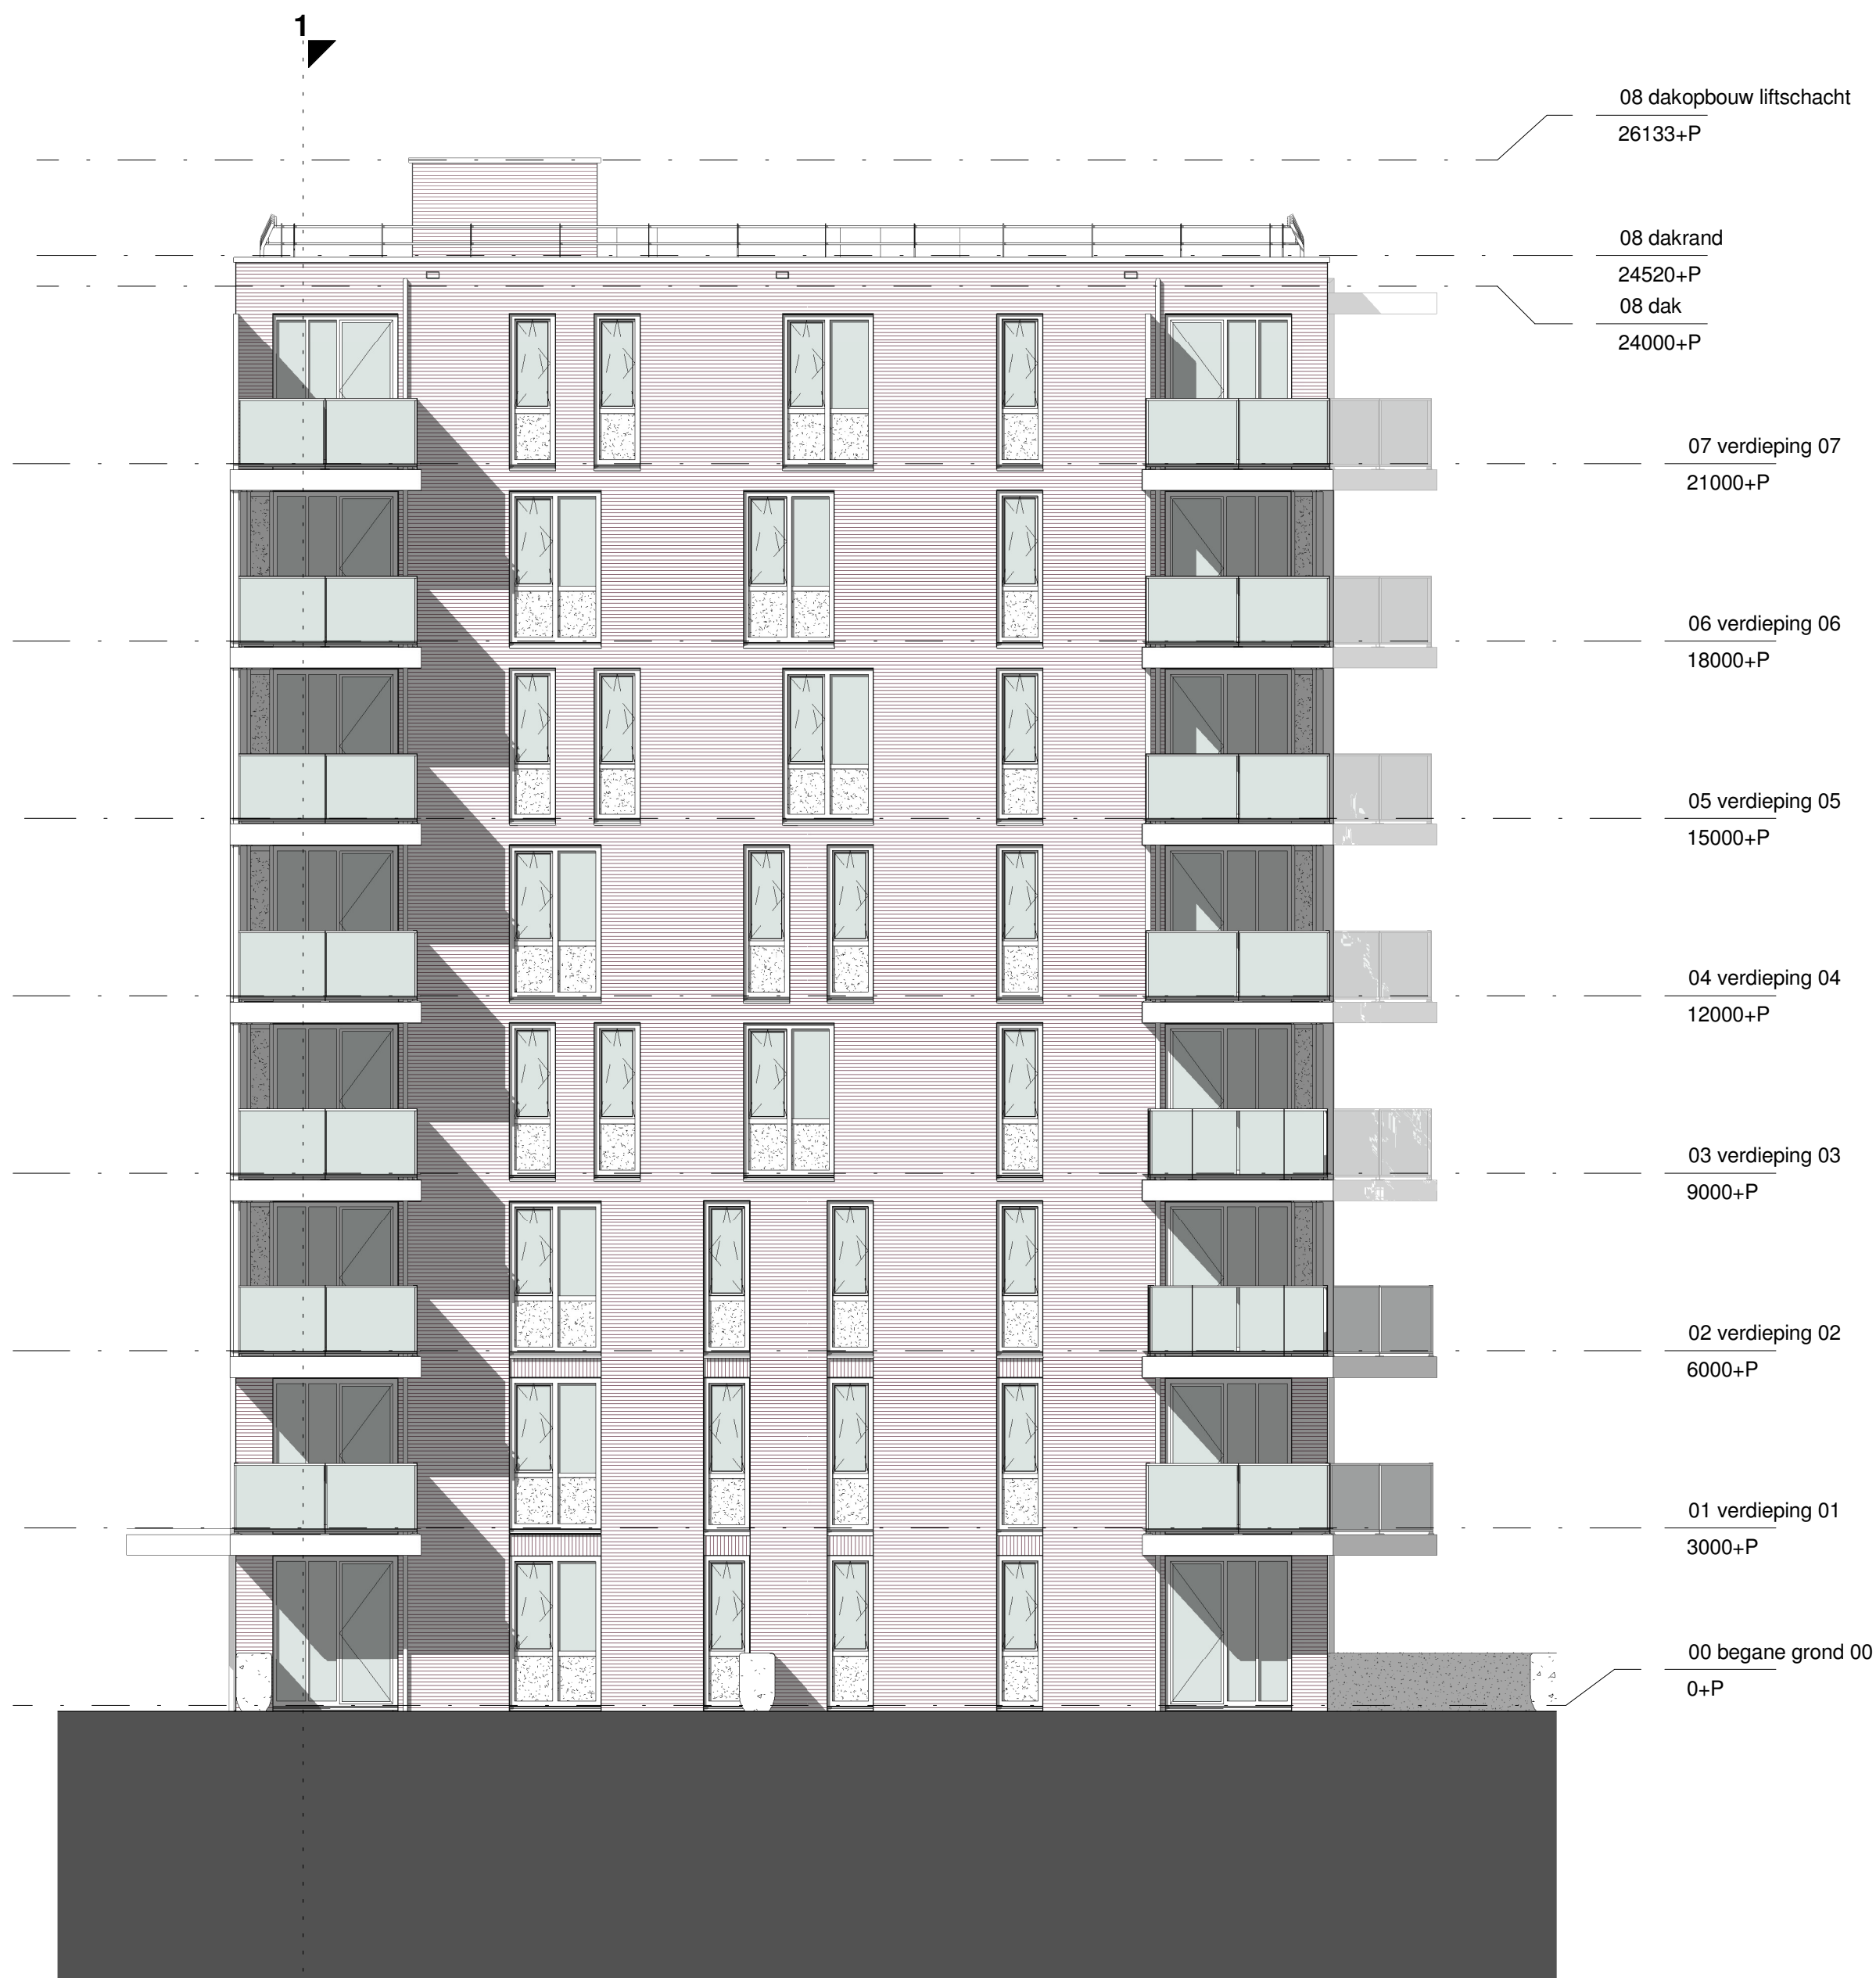 1
08 dakopbouw liftschacht
26133+P
08 dakrand
24520+P
08 dak
24000+P
07 verdieping 07
21000+P
06 verdieping 06
18000+P
05 verdieping 05
15000+P
04 verdieping 04
12000+P
03 verdieping 03
9000+P
02 verdieping 02
6000+P
01 verdieping 01
3000+P
00 begane grond 00
0+P